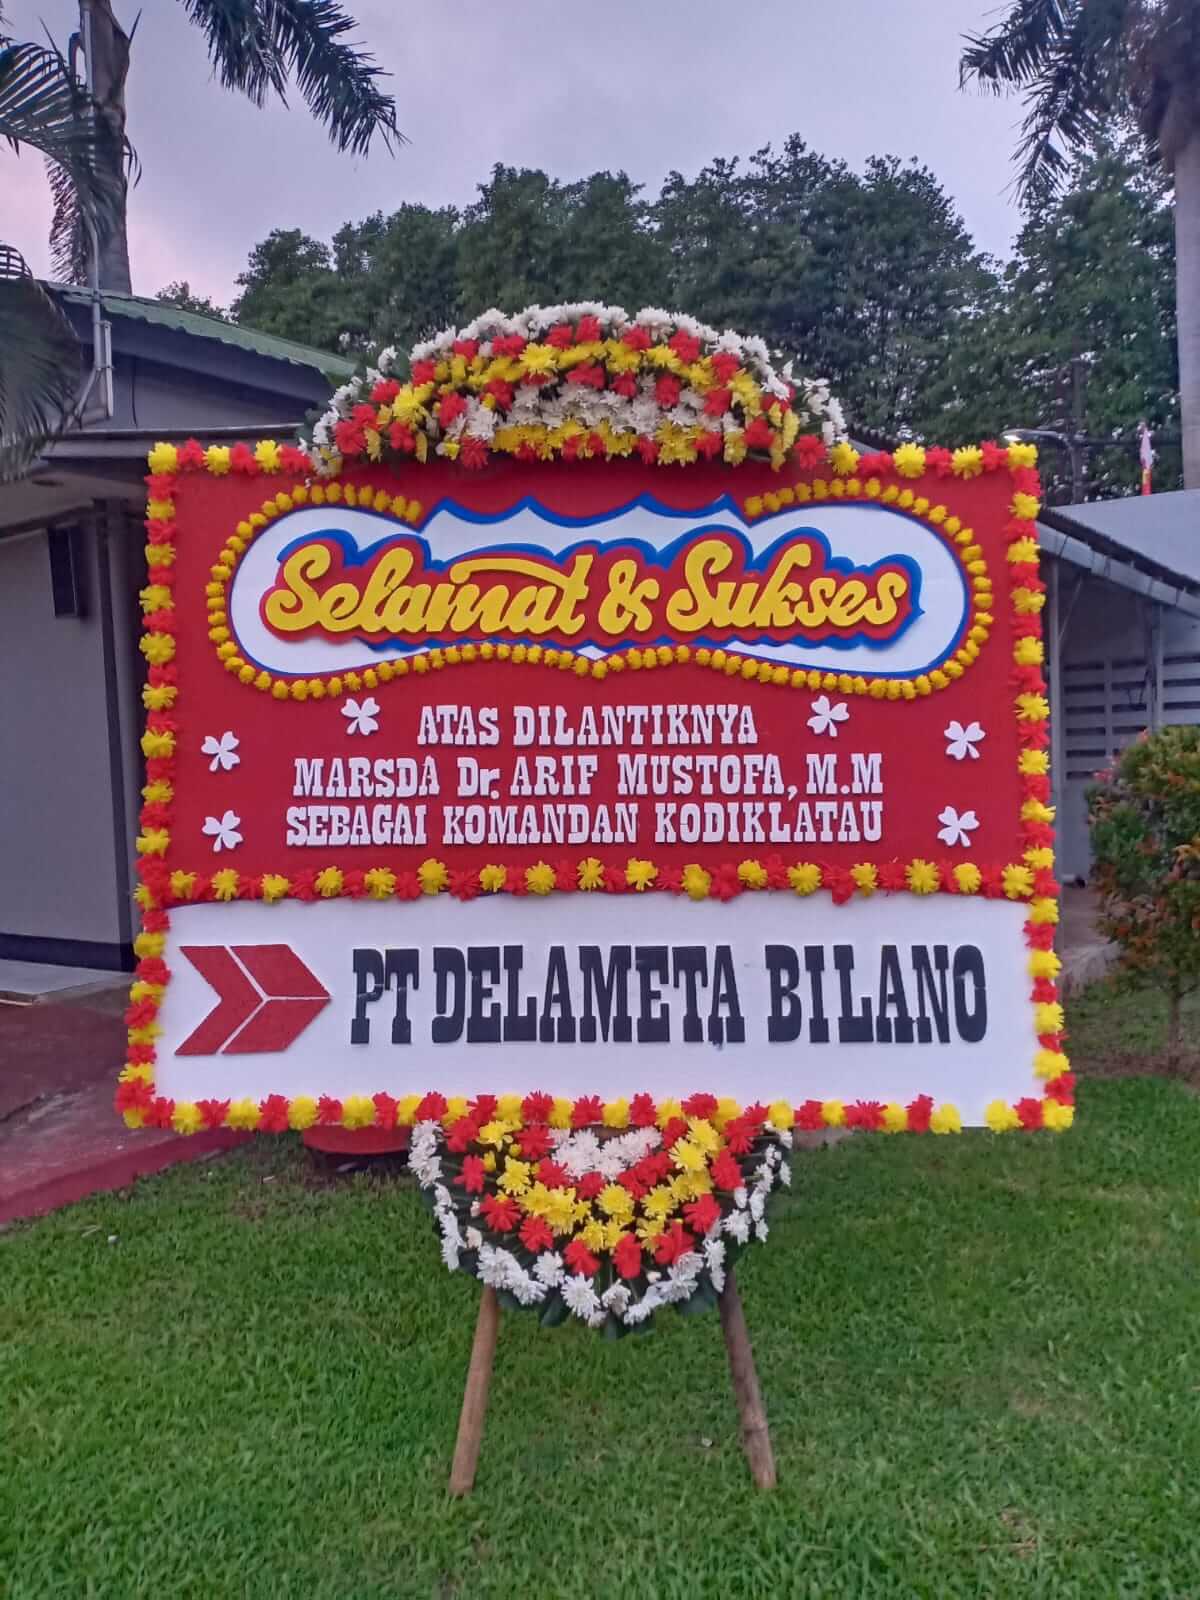 Selamat & Sukses
ATAS DILANTIKNYA
MARSDA Dr. ARIF MUSTOFA, M.M
SEBAGAI KOMANDAN KODIKLATAU
PT DELAMETA BILANO